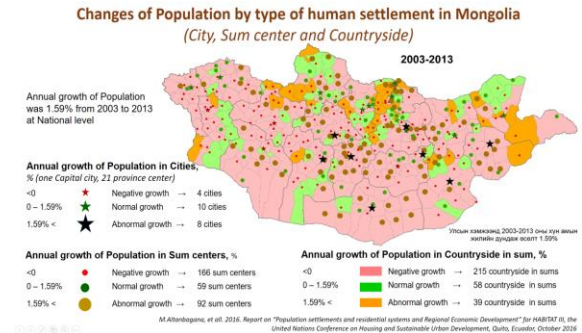 Changes of Population by type of human settlement in Mongolia
(City, Sum center and Countryside)
2003-2013
Annual growth of Population
was 1.59% from 2003 to 2013
at National level
Annual growth of Population in Cities,
% (one Capital city, 21 province center)
<0 Negative growth → 4 cities
0 – 1.59% Normal growth → 10 cities
1.59% < Abnormal growth → 8 cities
Улсын хэмжээнд 2003-2013 оны хүн амын
жилийн дундаж өсөлт 1.59%
Annual growth of Population in Sum centers, %
<0 Negative growth → 166 sum centers
0 – 1.59% Normal growth → 59 sum centers
1.59% < Abnormal growth → 92 sum centers
Annual growth of Population in Countryside in sum, %
<0 Negative growth → 215 countryside in sums
0 – 1.59% Normal growth → 58 countryside in sums
1.59% < Abnormal growth → 39 countryside in sums
M.Altanbagana, et all. 2016. Report on "Population settlements and residential systems and Regional Economic Development" for HABITAT III, the
United Nations Conference on Housing and Sustainable Urban Development, Quito, Ecuador, October 2016